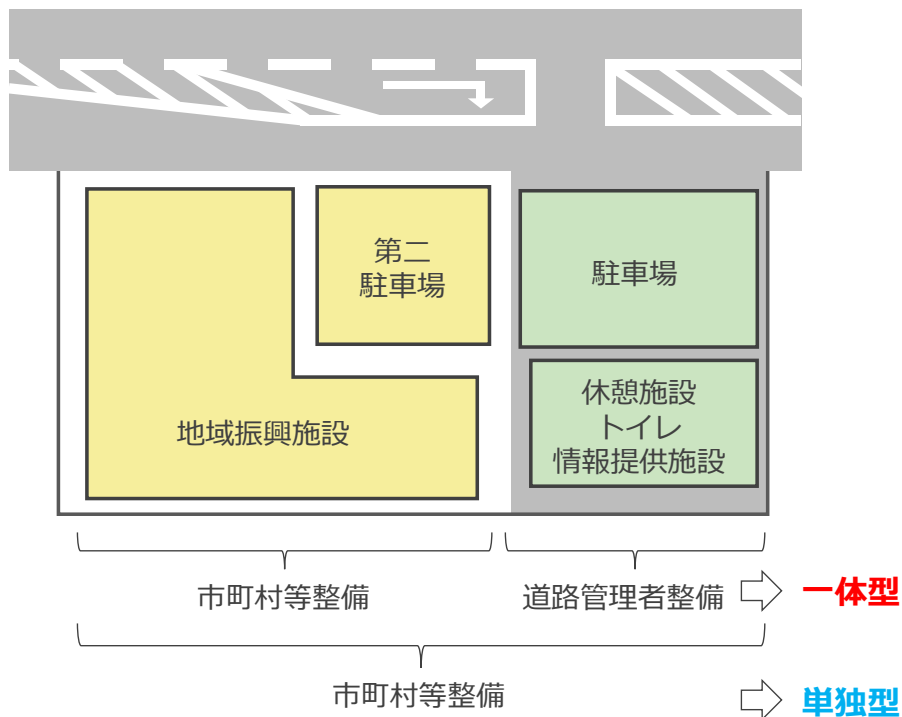 第二
駐車場
駐車場
地域振興施設
休憩施設
トイレ
情報提供施設
市町村等整備
道路管理者整備
一体型
市町村等整備
単独型